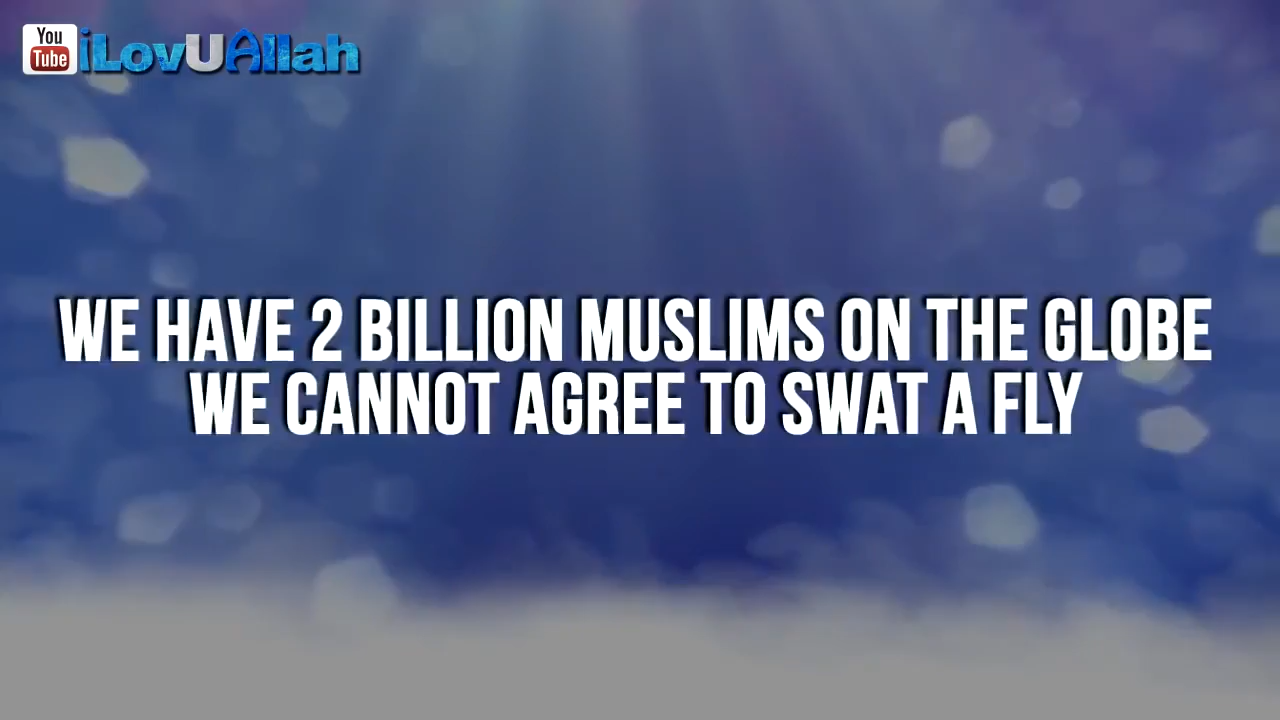 You
Tube iLovUAllah
WE HAVE 2 BILLION MUSLIMS ON THE GLOBE
WE CANNOT AGREE TO SWAT A FLY